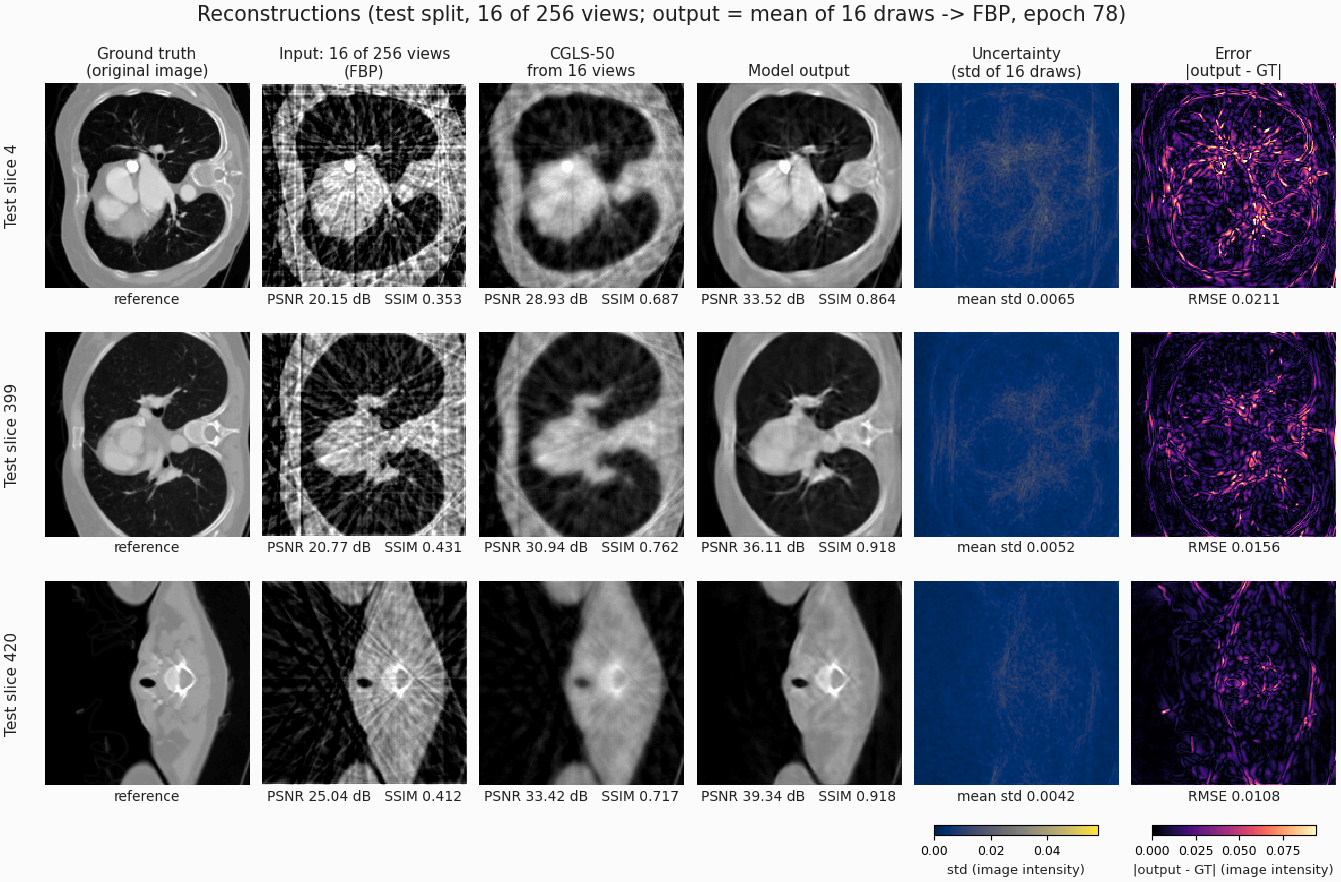 Reconstructions (test split, 16 of 256 views; output = mean of 16 draws -> FBP, epoch 78)
Ground truth
(original image)
Input: 16 of 256 views
(FBP)
CGLS-50
from 16 views
Model output
Uncertainty
(std of 16 draws)
Error
|output - GT|
Test slice 4
reference
PSNR 20.15 dB SSIM 0.353
PSNR 28.93 dB SSIM 0.687
PSNR 33.52 dB SSIM 0.864
mean std 0.0065
RMSE 0.0211
Test slice 399
reference
PSNR 20.77 dB SSIM 0.431
PSNR 30.94 dB SSIM 0.762
PSNR 36.11 dB SSIM 0.918
mean std 0.0052
RMSE 0.0156
Test slice 420
reference
PSNR 25.04 dB SSIM 0.412
PSNR 33.42 dB SSIM 0.717
PSNR 39.34 dB SSIM 0.918
mean std 0.0042
RMSE 0.0108
0.00 0.02 0.04
std (image intensity)
0.000 0.025 0.050 0.075
|output - GT| (image intensity)